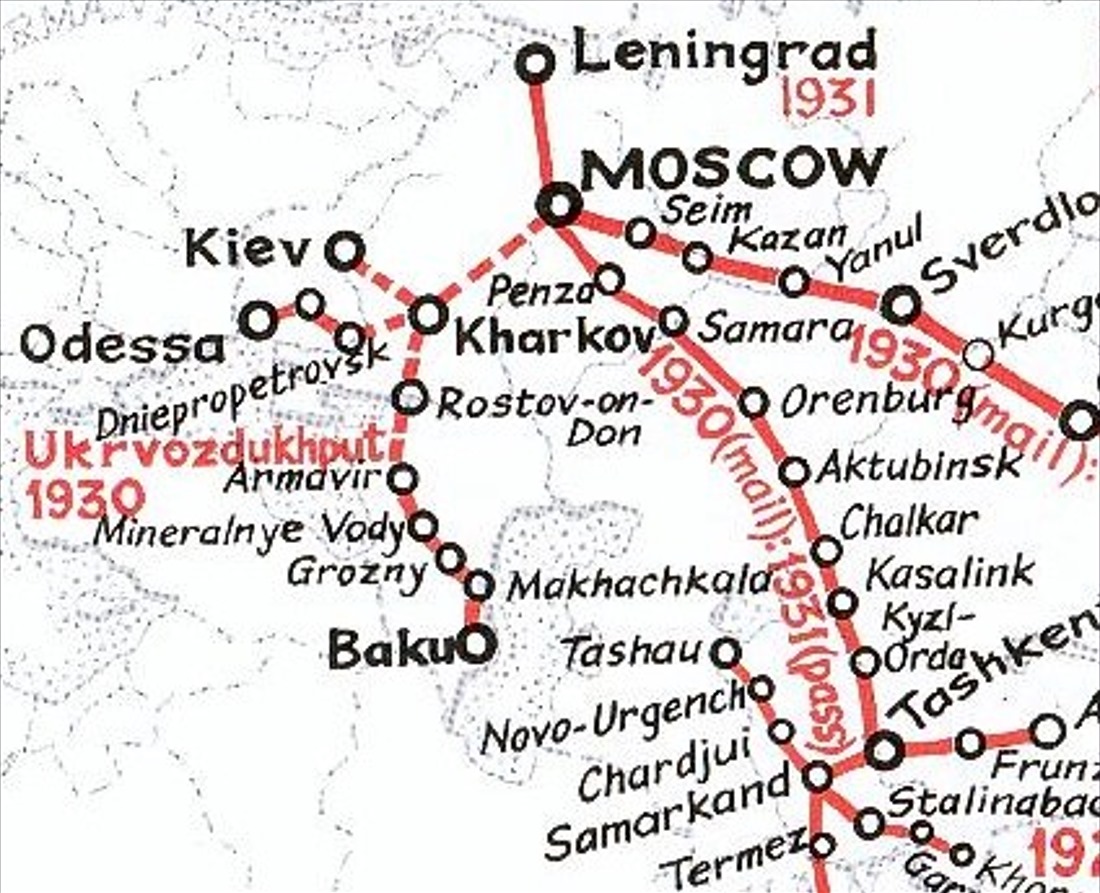 Leningrad
1931
MOSCOW
Seim
Kazan
Yanul
Sverdlo
Kiev
Penza
Odessa
Kharkov
Samara
Kurg
1930 (mail):
Dniepropetrovsk
Rostov-on-
Don
Orenburg
1930 (mail): 1931 (pass)
Ukrvozdukhput
1930
Armavir
Aktubinsk
Mineralnye Vody
Chalkar
Grozny
Makhachkala
Kasalink
Kyzl-
Orda
Baku
Tashau
Tashken
Novo-Urgench
Chardjui
A
Frunz
Samarkand
Stalinabad
Termez
Khor
192